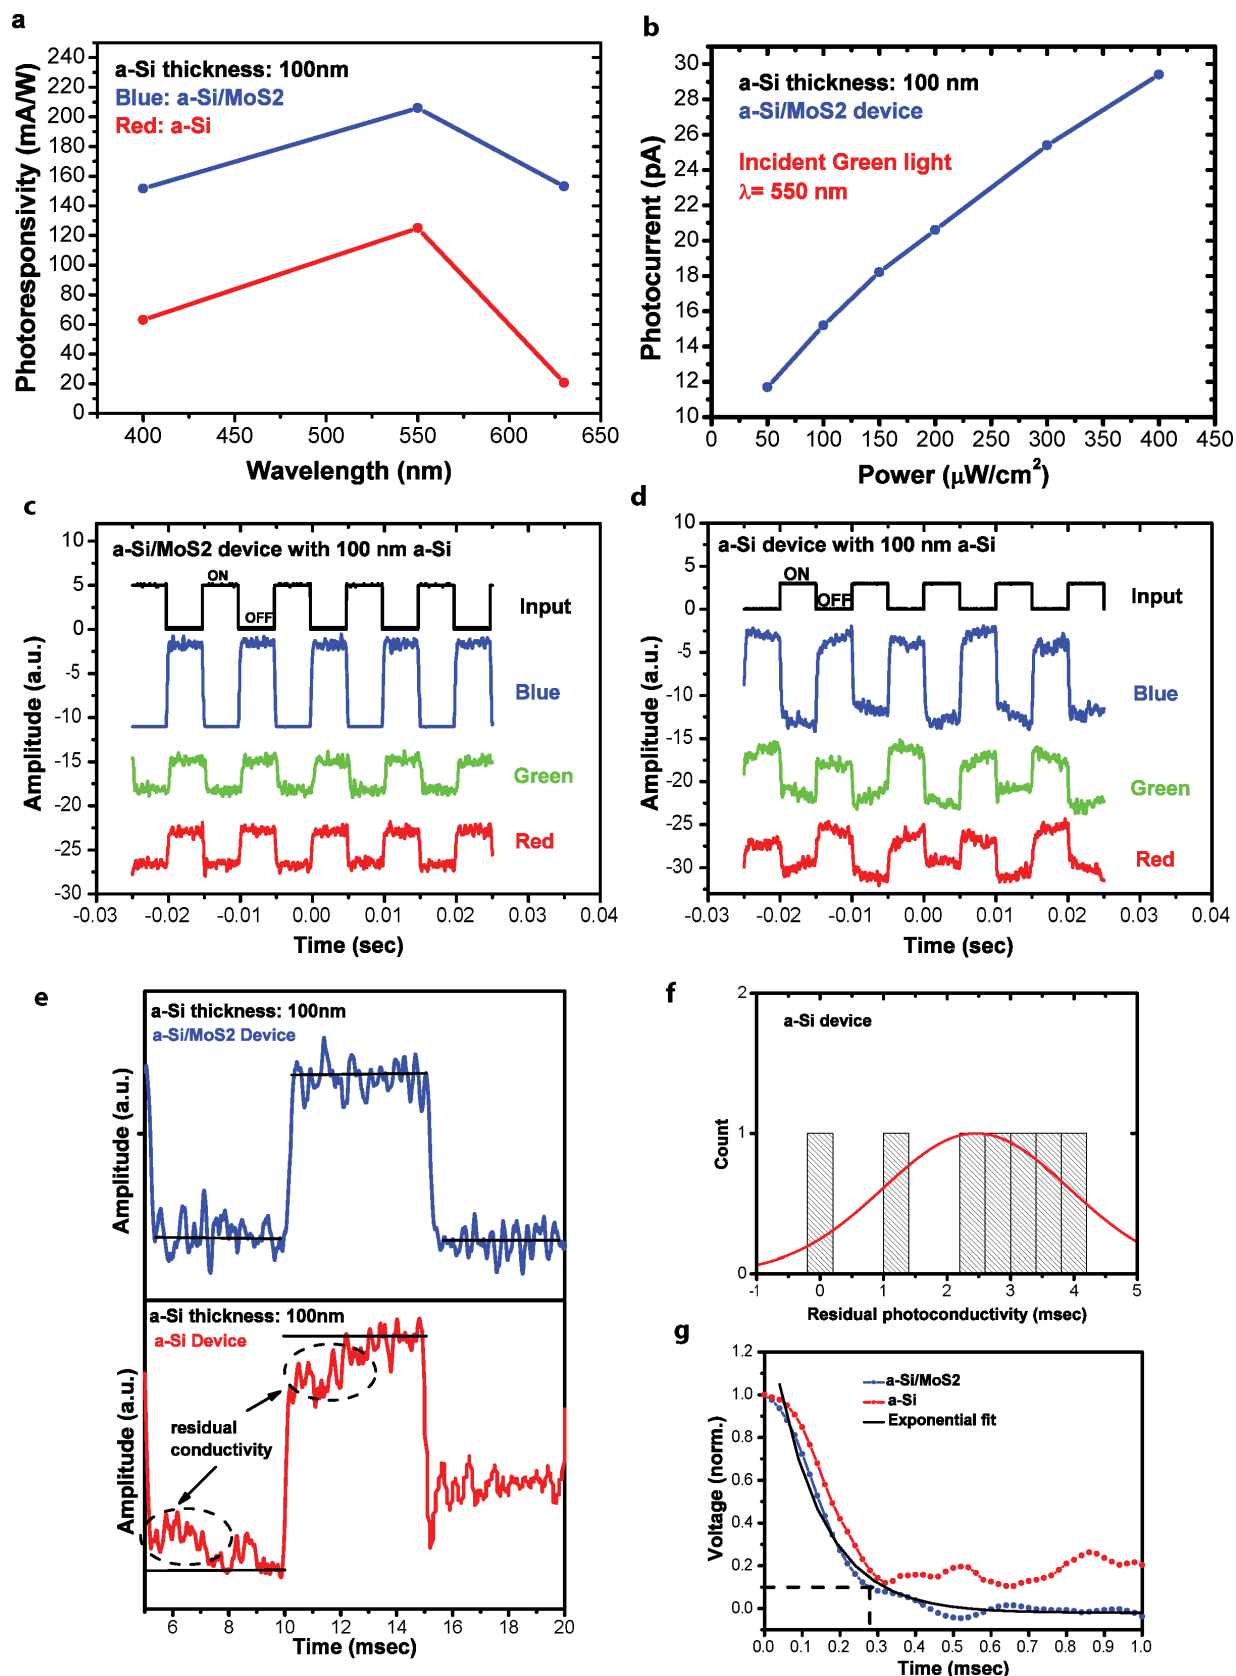 a
240
220
200
180
160
140
120
100
80
60
40
20
0
400
450
500
550
600
650
Photoresponsivity (mA/W)
Wavelength (nm)
a-Si thickness: 100nm
Blue: a-Si/MoS2
Red: a-Si
b
30
28
26
24
22
20
18
16
14
12
10
0
50
100
150
200
250
300
350
400
450
Photocurrent (pA)
Power (μW/cm²)
a-Si thickness: 100 nm
a-Si/MoS2 device
Incident Green light
λ= 550 nm
c
10
5
0
-5
-10
-15
-20
-25
-30
-0.03
-0.02
-0.01
0.00
0.01
0.02
0.03
0.04
Amplitude (a.u.)
Time (sec)
a-Si/MoS2 device with 100 nm a-Si
ON
OFF
Input
Blue
Green
Red
d
10
5
0
-5
-10
-15
-20
-25
-30
-0.03
-0.02
-0.01
0.00
0.01
0.02
0.03
0.04
Amplitude (a.u.)
Time (sec)
a-Si device with 100 nm a-Si
ON
OFF
Input
Blue
Green
Red
e
a-Si thickness: 100nm
a-Si/MoS2 Device
Amplitude (a.u.)
a-Si thickness: 100nm
a-Si Device
residual
conductivity
Amplitude (a.u.)
6
8
10
12
14
16
18
20
Time (msec)
f
2
1
0
-1
0
1
2
3
4
5
Count
Residual photoconductivity (msec)
a-Si device
g
1.2
1.0
0.8
0.6
0.4
0.2
0.0
0.0
0.1
0.2
0.3
0.4
0.5
0.6
0.7
0.8
0.9
1.0
Voltage (norm.)
Time (msec)
a-Si/MoS2
a-Si
Exponential fit